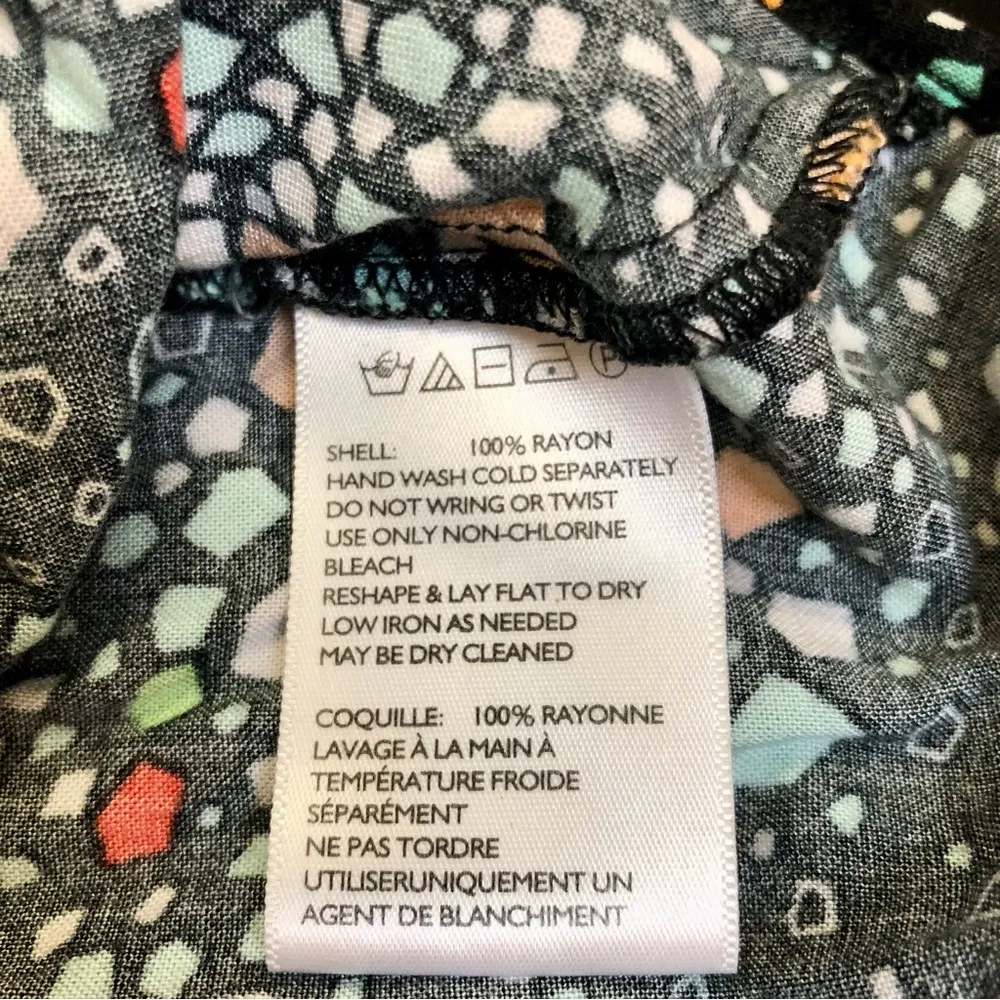 P
SHELL: 100% RAYON
HAND WASH COLD SEPARATELY
DO NOT WRING OR TWIST
USE ONLY NON-CHLORINE
BLEACH
RESHAPE & LAY FLAT TO DRY
LOW IRON AS NEEDED
MAY BE DRY CLEANED
COQUILLE: 100% RAYONNE
LAVAGE À LA MAIN À
TEMPÉRATURE FROIDE
SÉPARÉMENT
NE PAS TORDRE
UTILISERUNIQUEMENT UN
AGENT DE BLANCHIMENT